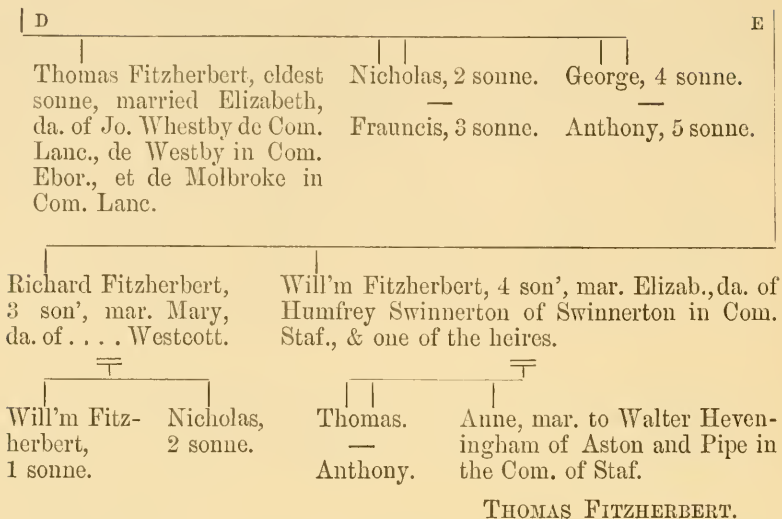 D E
Thomas Fitzherbert, eldest
sonne, married Elizabeth,
da. of Jo. Whestby de Com.
Lanc., de Westby in Com.
Ebor., et de Molbroke in
Com. Lanc.
Nicholas, 2 sonne.
Frauncis, 3 sonne.
George, 4 sonne.
Anthony, 5 sonne.
Richard Fitzherbert,
3 son', mar. Mary,
da. of . . . . Westcott.
Will'm Fitzherbert, 4 son', mar. Elizab., da. of
Humfrey Swinnerton of Swinnerton in Com.
Staf., & one of the heires.
Will'm Fitz-
herbert,
1 sonne.
Nicholas,
2 sonne.
Thomas.
Anthony.
Anne, mar. to Walter Heven-
ingham of Aston and Pipe in
the Com. of Staf.
THOMAS FITZHERBERT.